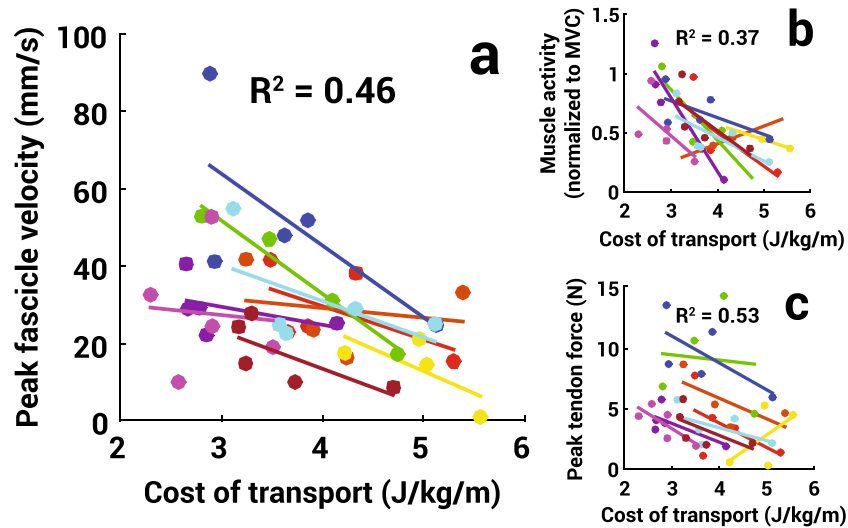 a
R² = 0.46
Peak fascicle velocity (mm/s)
100
80
60
40
20
0
2
3
4
5
6
Cost of transport (J/kg/m)
b
R² = 0.37
Muscle activity
(normalized to MVC)
1.5
1
0.5
0
2
3
4
5
6
Cost of transport (J/kg/m)
c
R² = 0.53
Peak tendon force (N)
15
10
5
0
2
3
4
5
6
Cost of transport (J/kg/m)